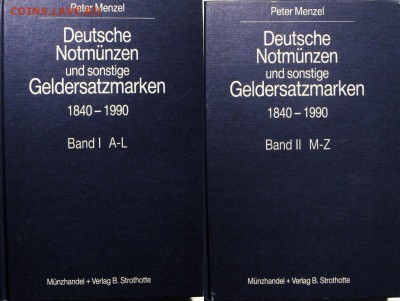 COINS.LAVE.RU
Peter Menzel
Deutsche
Notmünzen
und sonstige
Geldersatzmarken
1840 – 1990
Band I A-L
Münzhandel + Verlag B. Strothotte
Peter Menzel
Deutsche
Notmünzen
und sonstige
Geldersatzmarken
1840 – 1990
Band II M-Z
Münzhandel + Verlag B. Strothotte